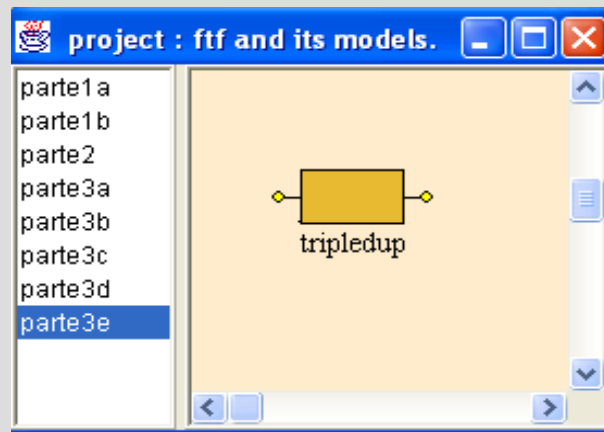 project : ftf and its models.
parte1a
parte1b
parte2
parte3a
parte3b
parte3c
parte3d
parte3e
tripledup